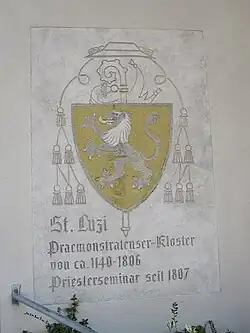 St. Luzi
Praemonstratenser-Kloster
von ca. 1140-1806
Priesterseminar seit 1807